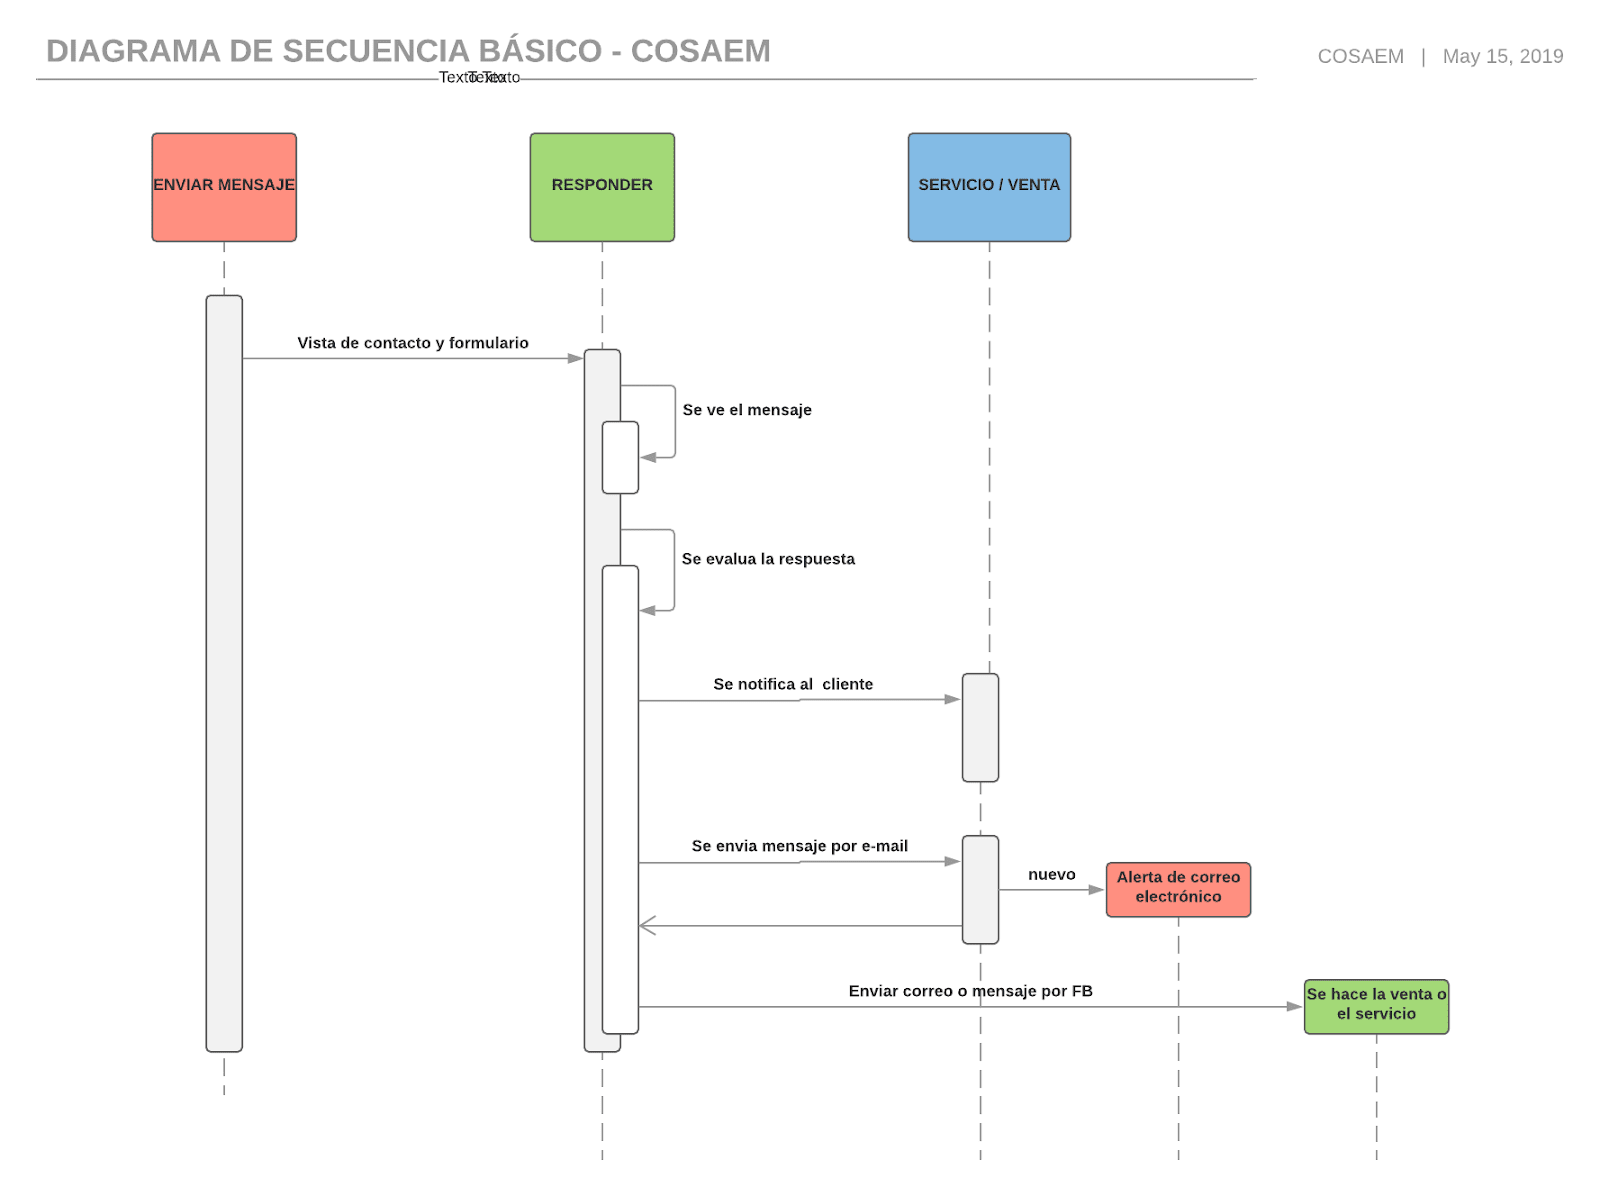 DIAGRAMA DE SECUENCIA BÁSICO - COSAEM
COSAEM | May 15, 2019
Texto
Texto
ENVIAR MENSAJE
RESPONDER
SERVICIO / VENTA
Vista de contacto y formulario
Se ve el mensaje
Se evalua la respuesta
Se notifica al cliente
Se envia mensaje por e-mail
nuevo
Alerta de correo
electrónico
Enviar correo o mensaje por FB
Se hace la venta o
el servicio